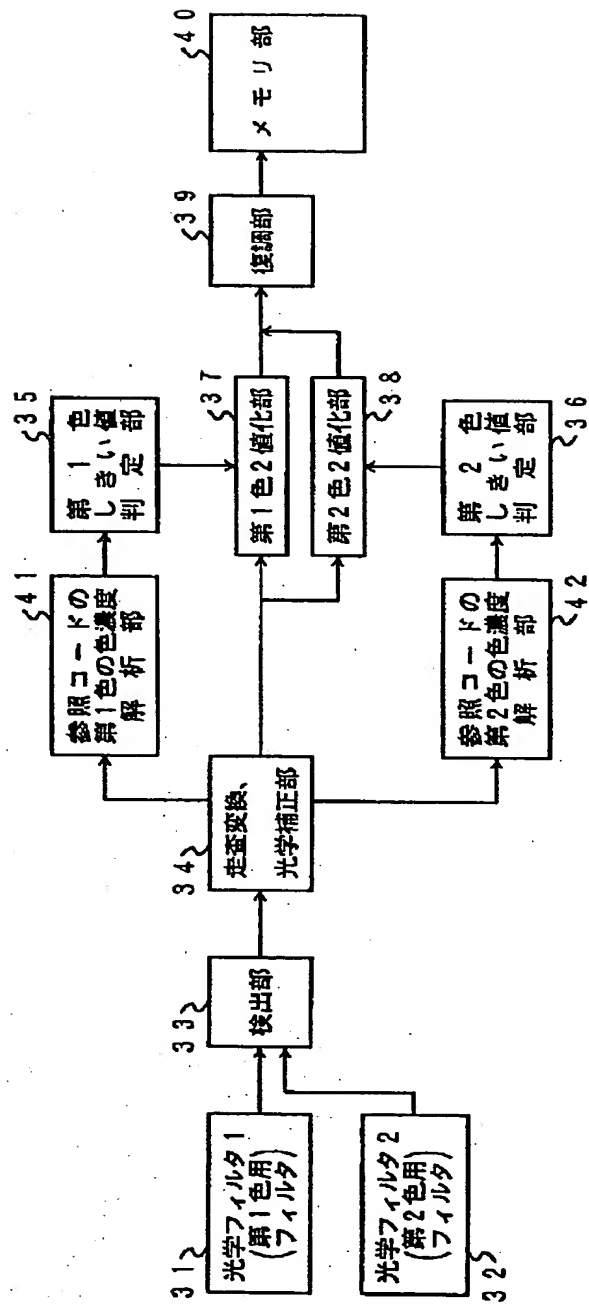 31
光学フィルタ1
(第1色用
フィルタ)
光学フィルタ2
(第2色用
フィルタ)
32
33
検出部
34
走査変換、
光学補正部
41
参照コードの
第1色の色濃度
解析部
35
第1色
しきい値
判定部
37
第1色2値化部
第2色2値化部
38
参照コードの
第2色の色濃度
解析部
42
第2色
しきい値
判定部
36
39
復調部
40
メモリ部